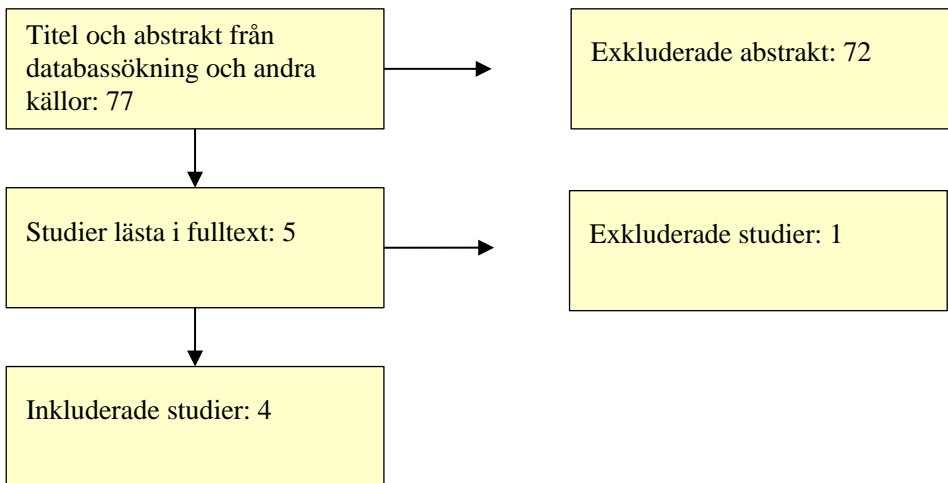 Titel och abstrakt från
databassökning och andra
källor: 77
Exkluderade abstrakt: 72
Studier lästa i fulltext: 5
Exkluderade studier: 1
Inkluderade studier: 4